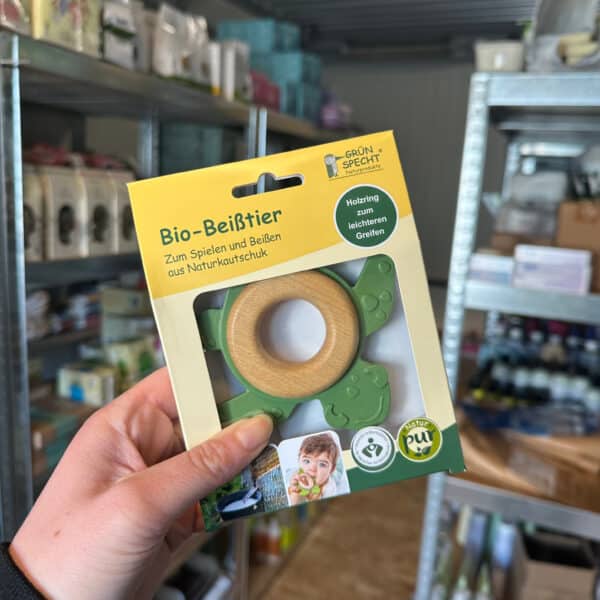 GRÜN
SPECHT®
Naturprodukte
Bio-Beißtier
Zum Spielen und Beißen
aus Naturkautschuk
Holzring
zum
leichteren
Greifen
NATUR
pur